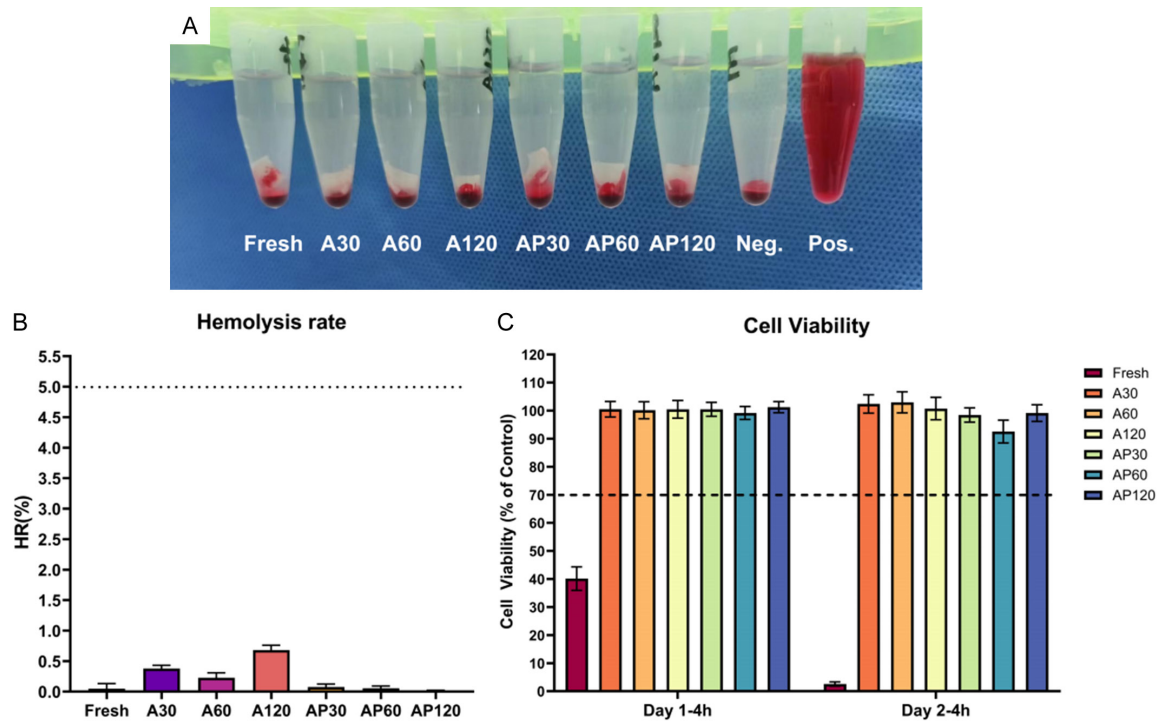 A
Fresh A30 A60 A120 AP30 AP60 AP120 Neg. Pos.
B
Hemolysis rate
HR(%)
5.5
5.0
4.5
4.0
3.5
3.0
2.5
2.0
1.5
1.0
0.5
0.0
Fresh A30 A60 A120 AP30 AP60 AP120
C
Cell Viability
Cell Viability (% of Control)
120
110
100
90
80
70
60
50
40
30
20
10
0
Day 1-4h Day 2-4h
Fresh
A30
A60
A120
AP30
AP60
AP120